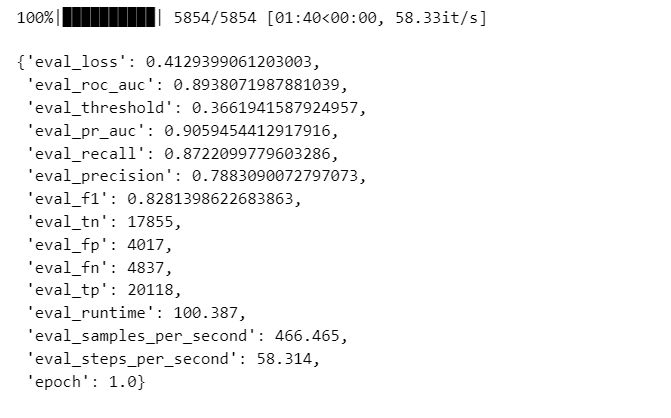 100%|██████████| 5854/5854 [01:40<00:00, 58.33it/s]
{'eval_loss': 0.4129399061203003,
'eval_roc_auc': 0.8938071987881039,
'eval_threshold': 0.3661941587924957,
'eval_pr_auc': 0.9059454412917916,
'eval_recall': 0.8722099779603286,
'eval_precision': 0.7883090072797073,
'eval_f1': 0.8281398622683863,
'eval_tn': 17855,
'eval_fp': 4017,
'eval_fn': 4837,
'eval_tp': 20118,
'eval_runtime': 100.387,
'eval_samples_per_second': 466.465,
'eval_steps_per_second': 58.314,
'epoch': 1.0}